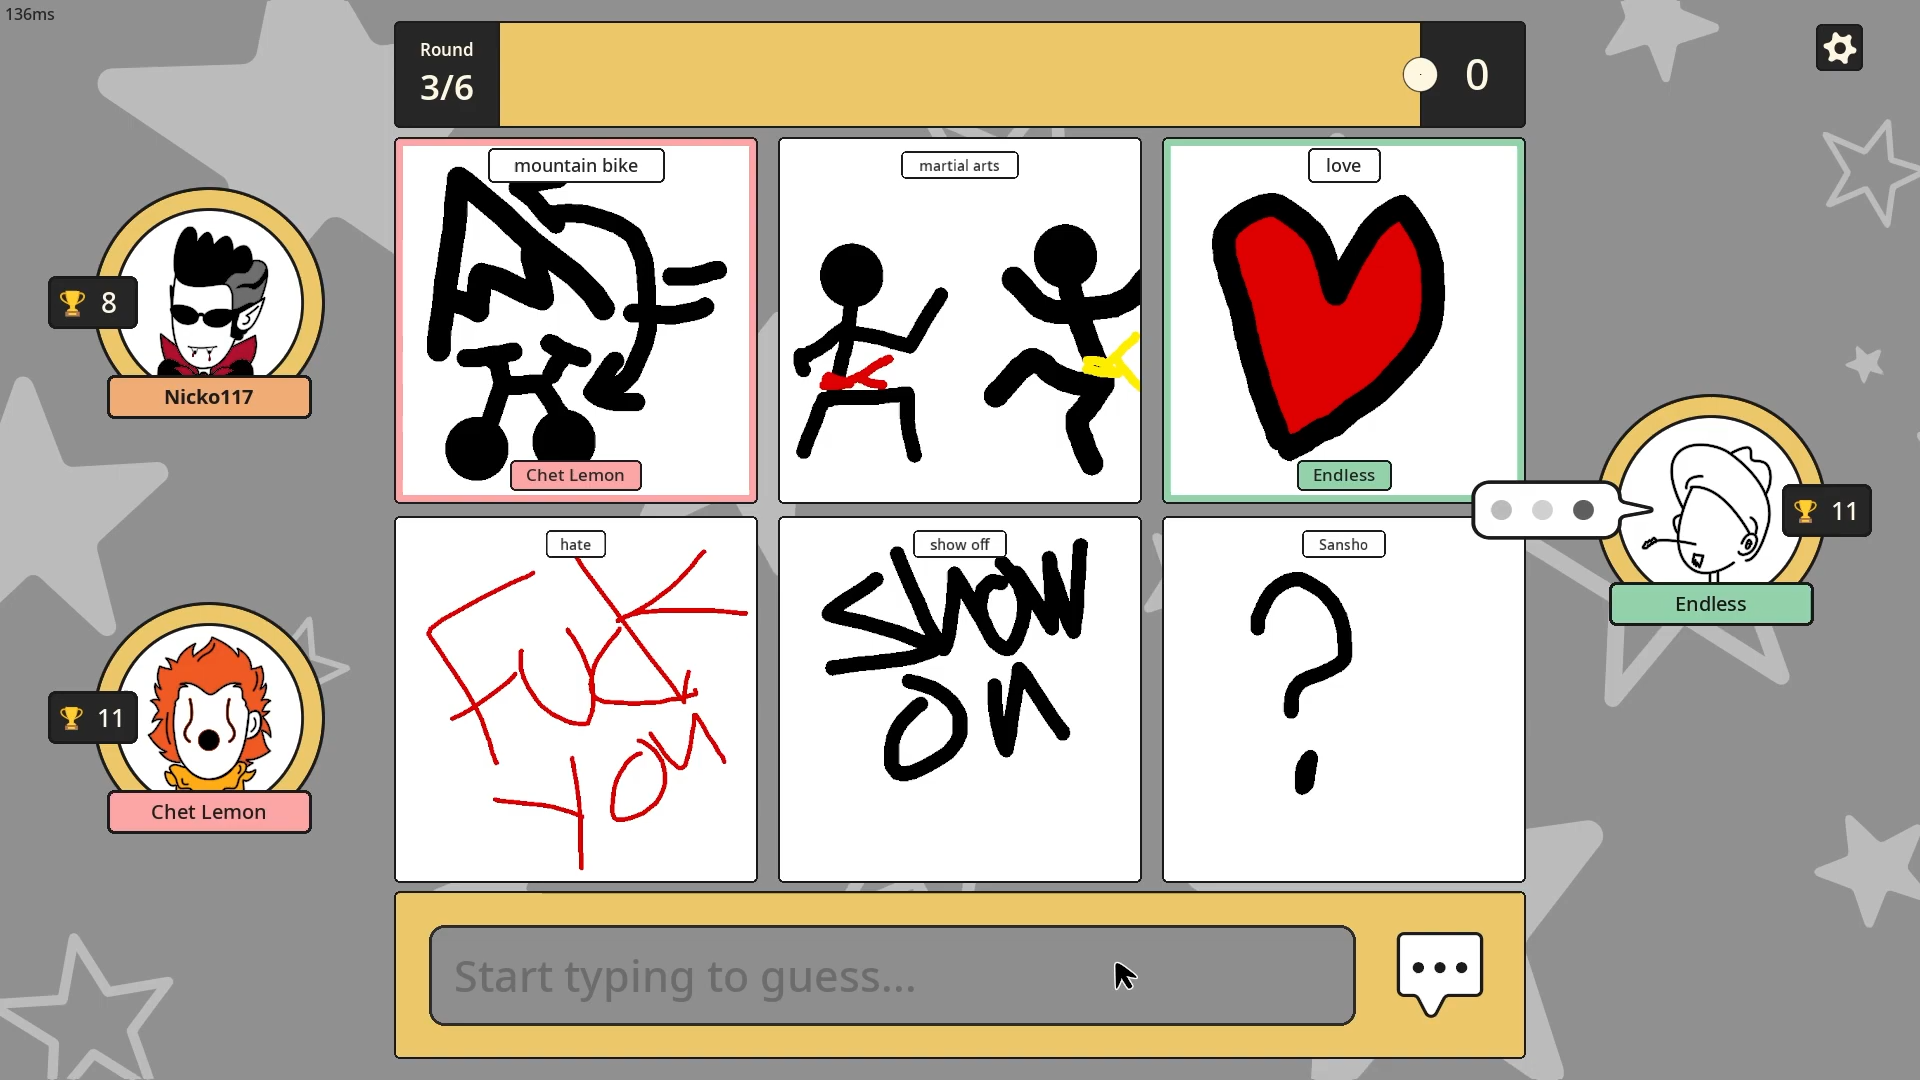 136ms
Round
3/6
0
mountain bike
martial arts
love
8
Nicko117
Chet Lemon
Endless
hate
show off
Sansho
FUCK
YOU
SHOW
ON
?
11
Endless
11
Chet Lemon
Start typing to guess...